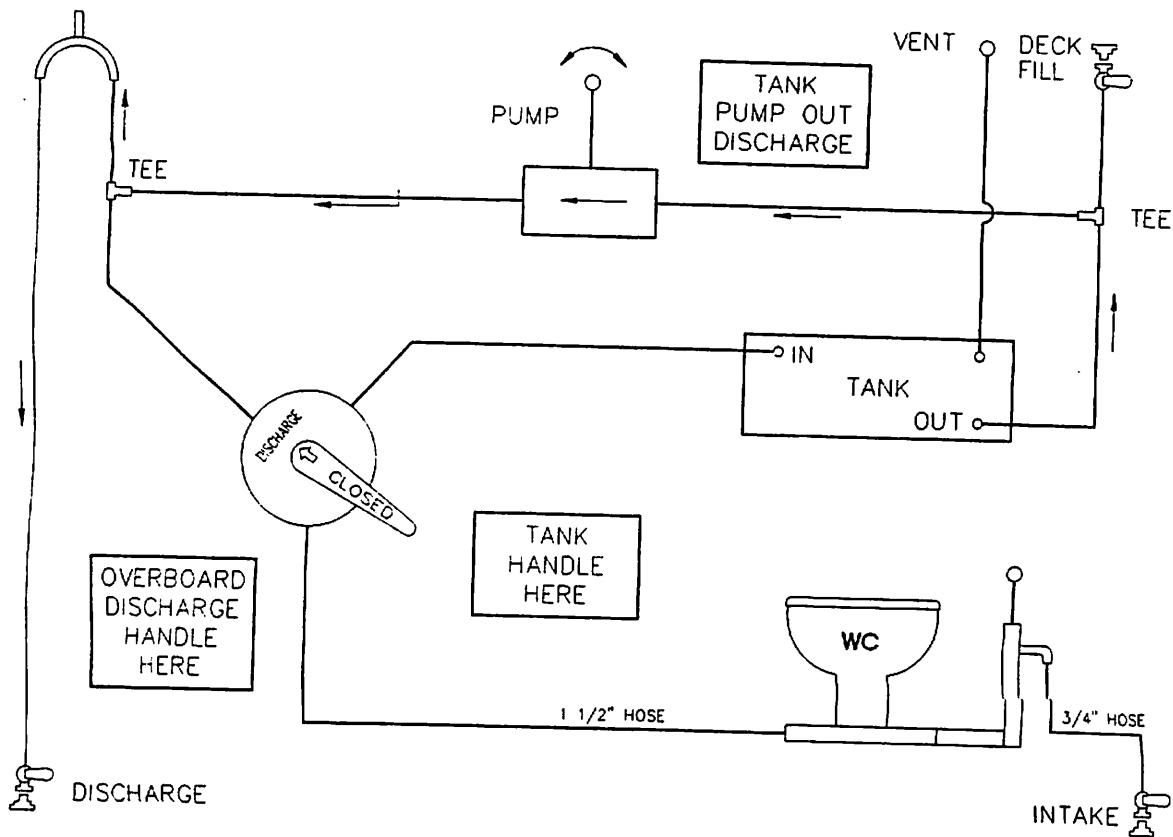 VENT
DECK
FILL
PUMP
TANK
PUMP OUT
DISCHARGE
TEE
TEE
IN
TANK
OUT
DISCHARGE
CLOSED
TANK
HANDLE
HERE
OVERBOARD
DISCHARGE
HANDLE
HERE
WC
1 1/2" HOSE
3/4" HOSE
DISCHARGE
INTAKE